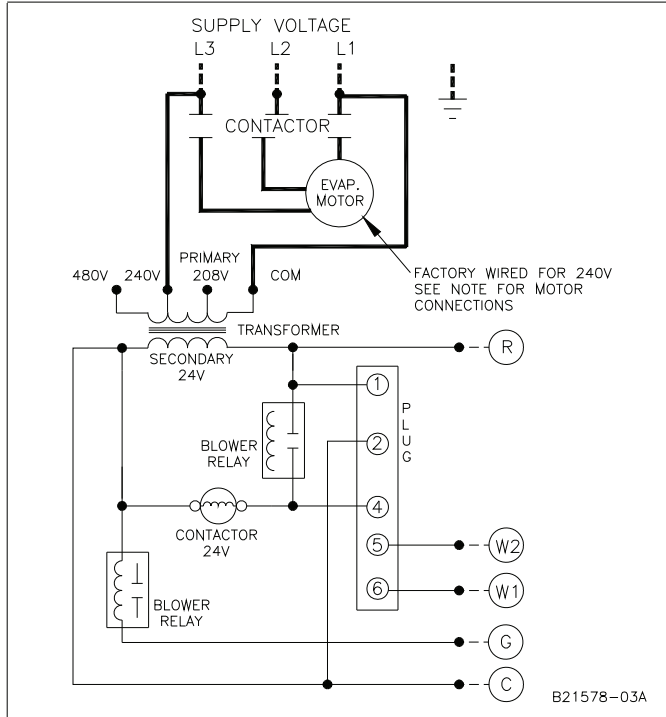 SUPPLY VOLTAGE
L3 L2 L1
CONTACTOR
EVAP.
MOTOR
PRIMARY
480V 240V 208V COM
FACTORY WIRED FOR 240V
SEE NOTE FOR MOTOR
CONNECTIONS
TRANSFORMER
SECONDARY
24V
R
1
PLUG
2
BLOWER
RELAY
4
CONTACTOR
24V
5
W2
6
W1
BLOWER
RELAY
G
C
B21578-03A